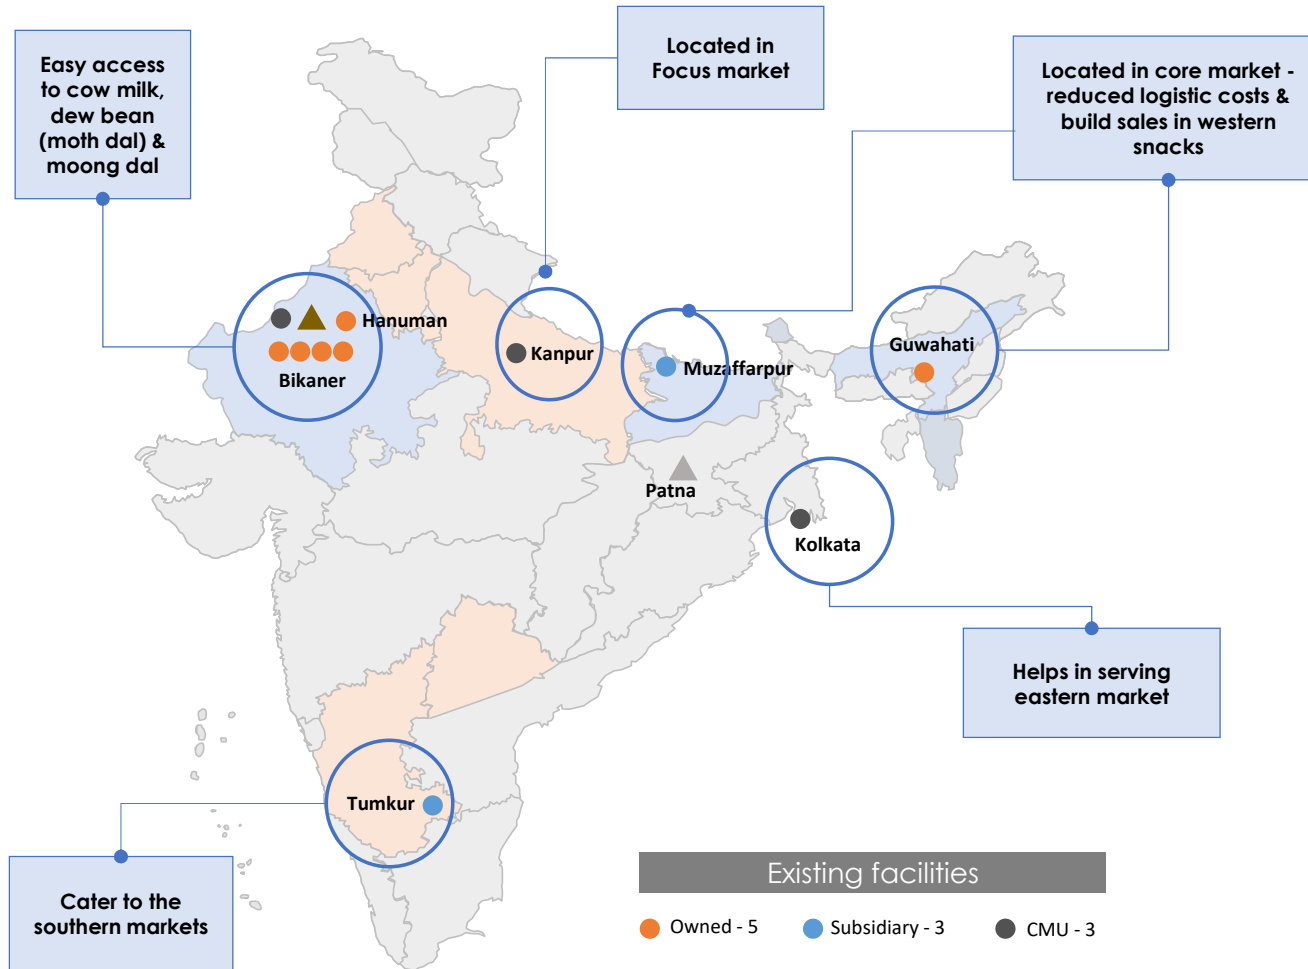 Easy access
to cow milk,
dew bean
(moth dal) &
moong dal
Located in
Focus market
Located in core market -
reduced logistic costs &
build sales in western
snacks
Hanuman
Bikaner
Kanpur
Muzaffarpur
Guwahati
Patna
Kolkata
Helps in serving
eastern market
Tumkur
Cater to the
southern markets
Existing facilities
Owned - 5
Subsidiary - 3
CMU - 3